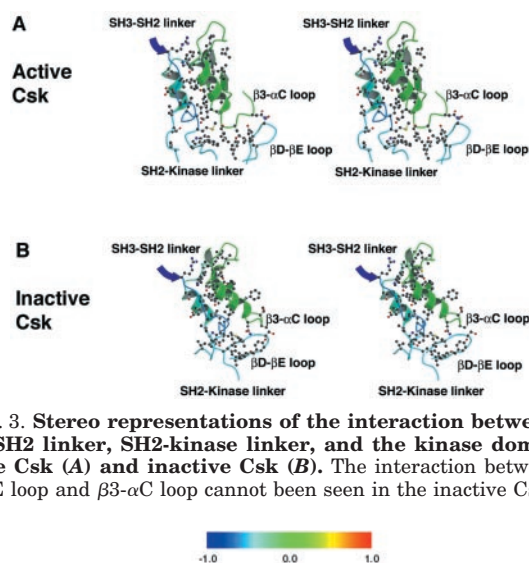 A
SH3-SH2 linker SH3-SH2 linker
Active
Csk
β3-αC loop β3-αC loop
βD-βE loop βD-βE loop
SH2-Kinase linker SH2-Kinase linker
B
SH3-SH2 linker SH3-SH2 linker
Inactive
Csk
β3-αC loop β3-αC loop
βD-βE loop βD-βE loop
SH2-Kinase linker SH2-Kinase linker
. 3. Stereo representations of the interaction betwe
SH2 linker, SH2-kinase linker, and the kinase dom
e Csk (A) and inactive Csk (B). The interaction betwe
E loop and β3-αC loop cannot been seen in the inactive C
-1.0 0.0 1.0